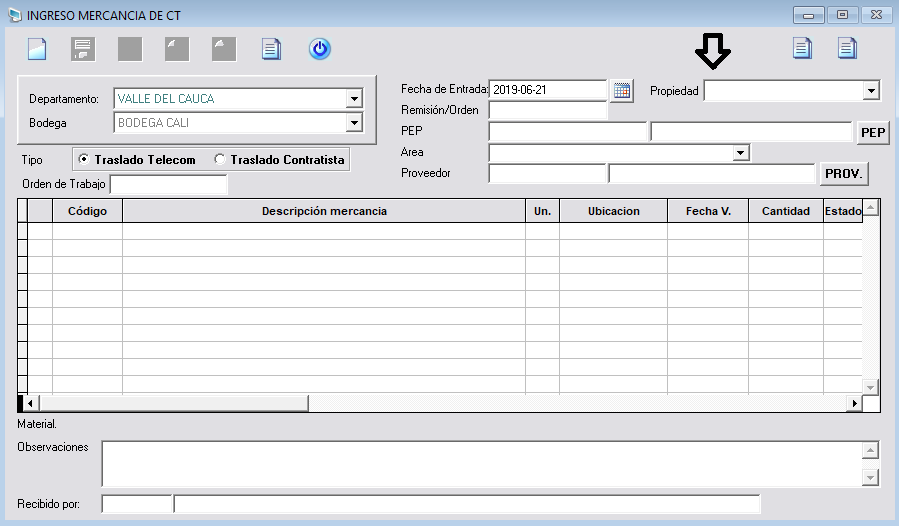 INGRESO MERCANCIA DE CT
Departamento: VALLE DEL CAUCA
Bodega BODEGA CALI
Tipo Traslado Telecom Traslado Contratista
Orden de Trabajo
Fecha de Entrada: 2019-06-21
Propiedad
Remisión/Orden
PEP PEP
Area
Proveedor PROV.
Código Descripción mercancia Un. Ubicacion Fecha V. Cantidad Estado
Material.
Observaciones
Recibido por: